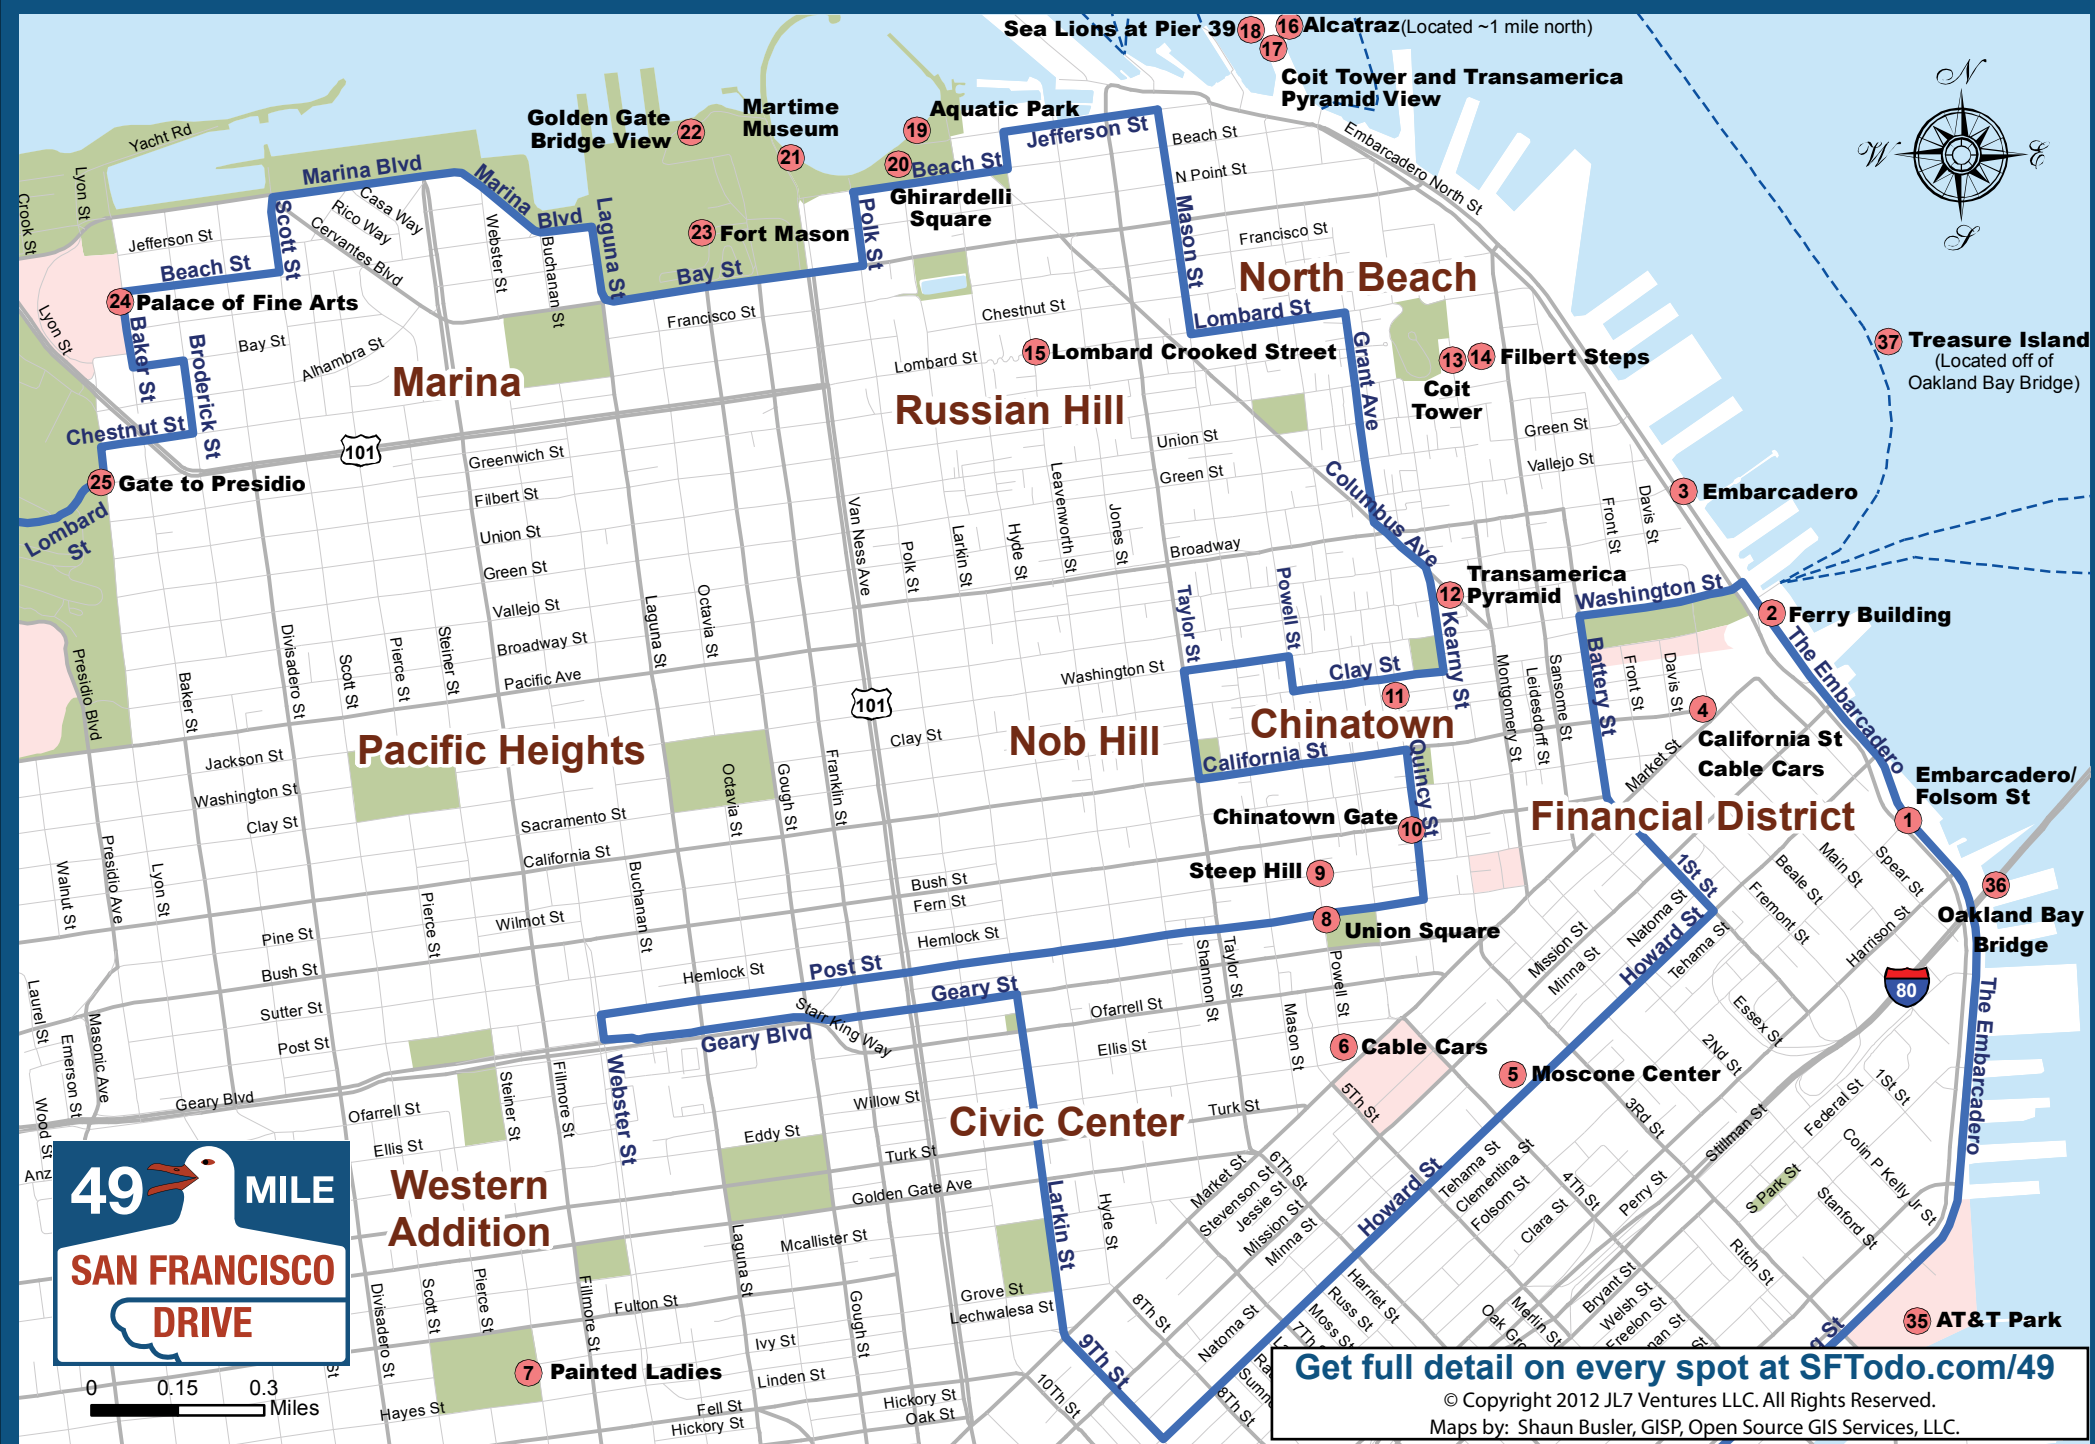 Sea Lions at Pier 39
18
16
Alcatraz (Located ~1 mile north)
17
Coit Tower and Transamerica
Pyramid View
N
W
E
S
Golden Gate
Bridge View
22
Martime
Museum
21
19
Aquatic Park
20
Beach St
Ghirardelli
Square
Jefferson St
Beach St
N Point St
Embarcadero North St
Yacht Rd
Lyon St
Crook St
Marina Blvd
Marina
Blvd
Casa Way
Rico Way
Cervantes Blvd
Scott St
Jefferson St
Beach St
Webster St
Buchanan St
Laguna St
23
Fort Mason
Bay St
Polk St
Mason St
Francisco St
North Beach
Lombard St
24
Palace of Fine Arts
Lyon St
Baker St
Broderick St
Bay St
Alhambra St
Francisco St
Chestnut St
Lombard St
15
Lombard Crooked Street
Grant Ave
13
14
Filbert Steps
Coit
Tower
37
Treasure Island
(Located off of
Oakland Bay Bridge)
Marina
Russian Hill
Chestnut St
101
25
Gate to Presidio
Lombard
St
Greenwich St
Filbert St
Union St
Green St
Vallejo St
Broadway St
Pacific Ave
Union St
Green St
Green St
Vallejo St
Columbus Ave
3
Embarcadero
Front St
Davis St
Van Ness Ave
Polk St
Larkin St
Hyde St
Leavenworth St
Jones St
Broadway
Taylor St
Powell St
12
Transamerica
Pyramid
Washington St
2
Ferry Building
The Embarcadero
Presidio Blvd
Baker St
Divisadero St
Scott St
Pierce St
Steiner St
Laguna St
Octavia St
Washington St
Clay St
11
Kearny St
Montgomery St
Leidesdorff St
Sansome St
Battery St
Front St
Davis St
4
California St
Cable Cars
101
Pacific Heights
Nob Hill
Chinatown
Clay St
California St
Quincy St
Market St
Jackson St
Washington St
Clay St
Octavia St
Gough St
Franklin St
Sacramento St
California St
Chinatown Gate
10
Financial District
Embarcadero/
Folsom St
1
Steep Hill
9
8
Union Square
1St St
Beale St
Main St
Spear St
Fremont St
Harrison St
36
Oakland Bay
Bridge
Walnut St
Presidio Ave
Lyon St
Pierce St
Wilmot St
Buchanan St
Bush St
Fern St
Hemlock St
Pine St
Bush St
Sutter St
Post St
Hemlock St
Post St
Geary St
Geary Blvd
Starr King Way
Shannon St
Taylor St
Powell St
Mission St
Minna St
Natoma St
Howard St
Tehama St
80
Laurel St
Emerson St
Masonic Ave
Wood St
Geary Blvd
Ofarrell St
Ellis St
Mason St
6
Cable Cars
5
Moscone Center
Essex St
2Nd St
The Embarcadero
Steiner St
Fillmore St
Webster St
Ofarrell St
Ellis St
Willow St
Eddy St
Turk St
Civic Center
Turk St
5Th St
3Rd St
Stillman St
Federal St
1St St
Colin P Kelly Jr St
Anz
Western
Addition
Golden Gate Ave
Larkin St
Hyde St
Market St
Stevenson St
Jessie St
Mission St
Minna St
6Th St
Howard St
Tehama St
Clementina St
Folsom St
Clara St
4Th St
Perry St
S Park St
Stanford St
Ritch St
49
MILE
SAN FRANCISCO
DRIVE
Laguna St
Mcallister St
Divisadero St
Scott St
Pierce St
Fillmore St
Fulton St
Gough St
Grove St
Lechwalesa St
8Th St
Natoma St
Harriet St
Russ St
Moss St
7Th
Oak Gro
Merlin St
Bryant St
Welsh St
Freelon St
nan St
St
g St
35
AT&T Park
7
Painted Ladies
Ivy St
Linden St
Hayes St
Fell St
Hickory St
Hickory St
Oak St
9Th St
10Th St
8Th St
Sumn
Ra
St
0
0.15
0.3
Miles
Get full detail on every spot at SFTodo.com/49
© Copyright 2012 JL7 Ventures LLC. All Rights Reserved.
Maps by: Shaun Busler, GISP, Open Source GIS Services, LLC.